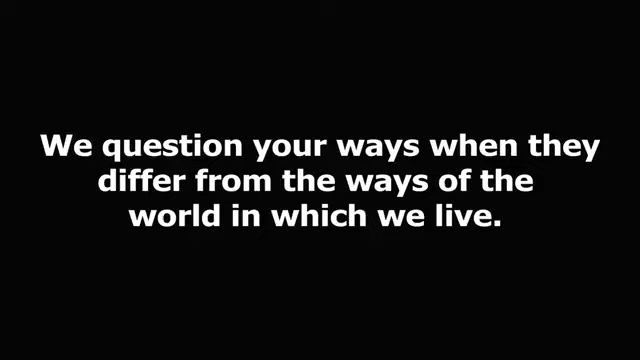 We question your ways when they
differ from the ways of the
world in which we live.